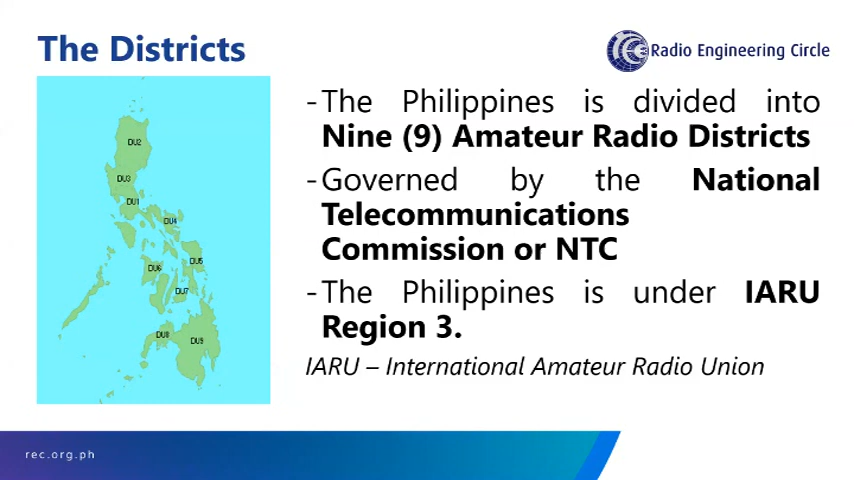 The Districts
Radio Engineering Circle
DU2
DU3
DU1
DU4
DU5
DU6
DU7
DU8
DU9
- The Philippines is divided into
Nine (9) Amateur Radio Districts
- Governed by the National
Telecommunications
Commission or NTC
- The Philippines is under IARU
Region 3.
IARU – International Amateur Radio Union
rec.org.ph